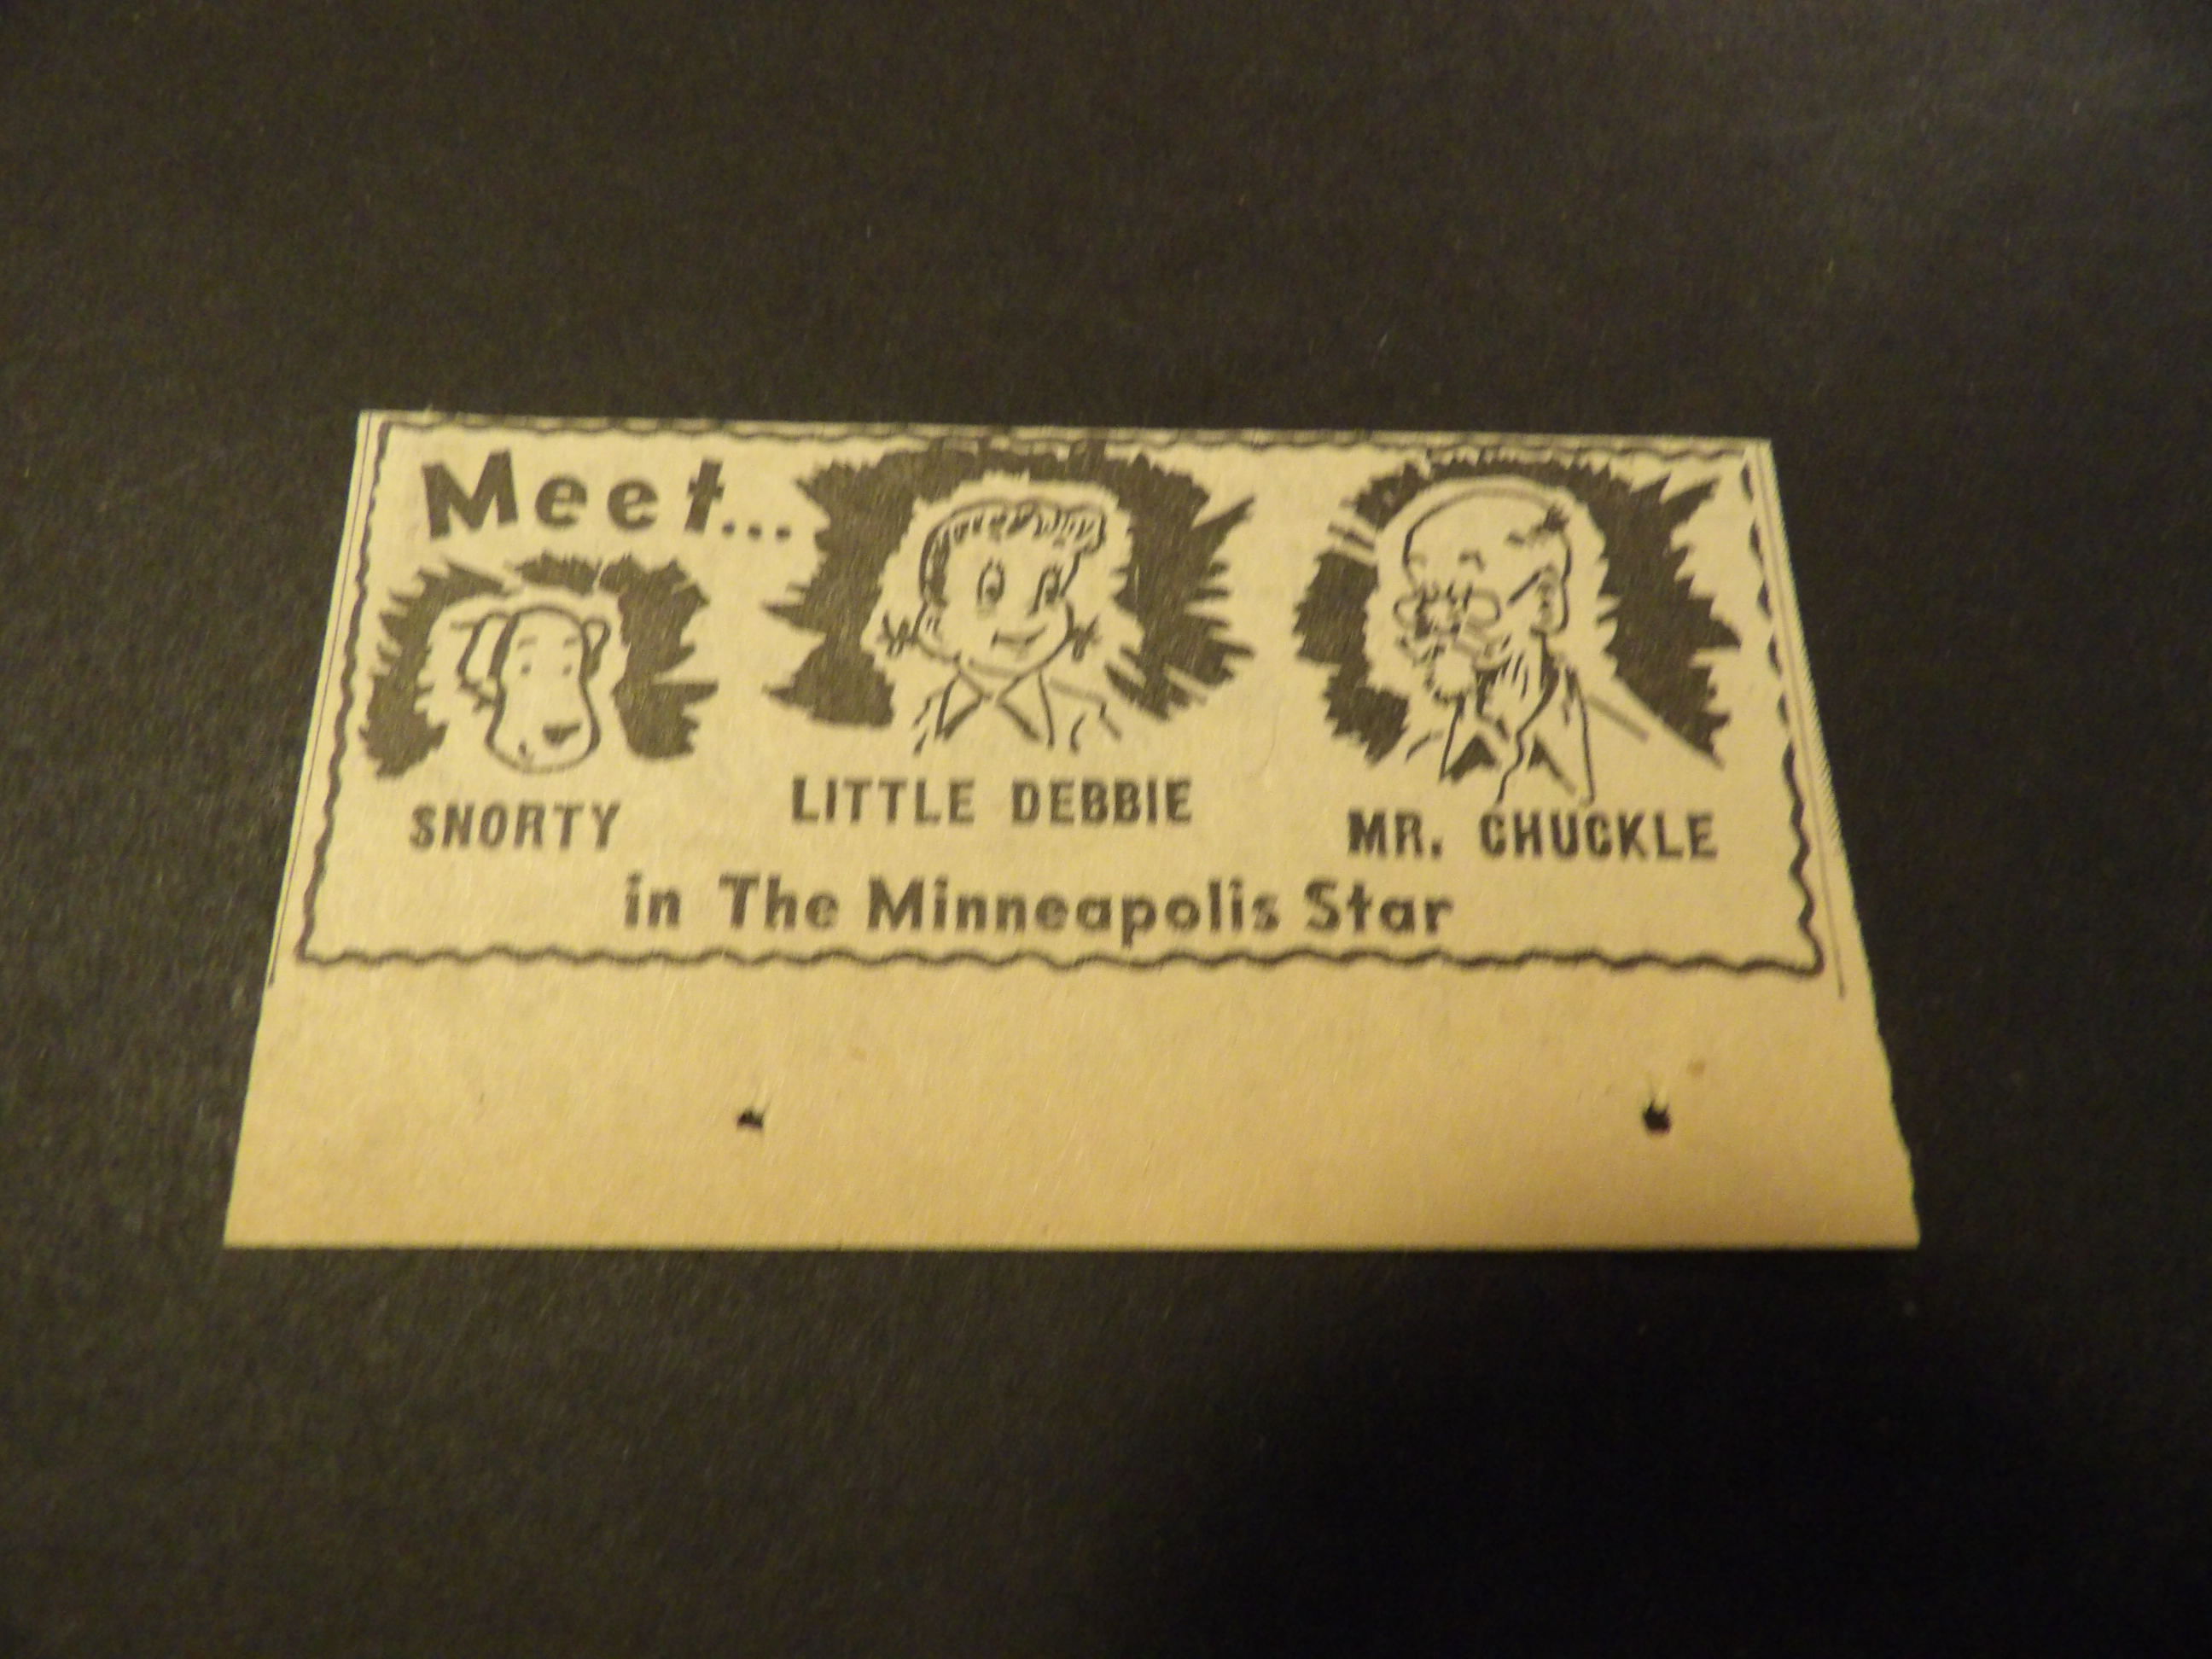 Meet...
SNORTY
LITTLE DEBBIE
MR. CHUCKLE
in The Minneapolis Star